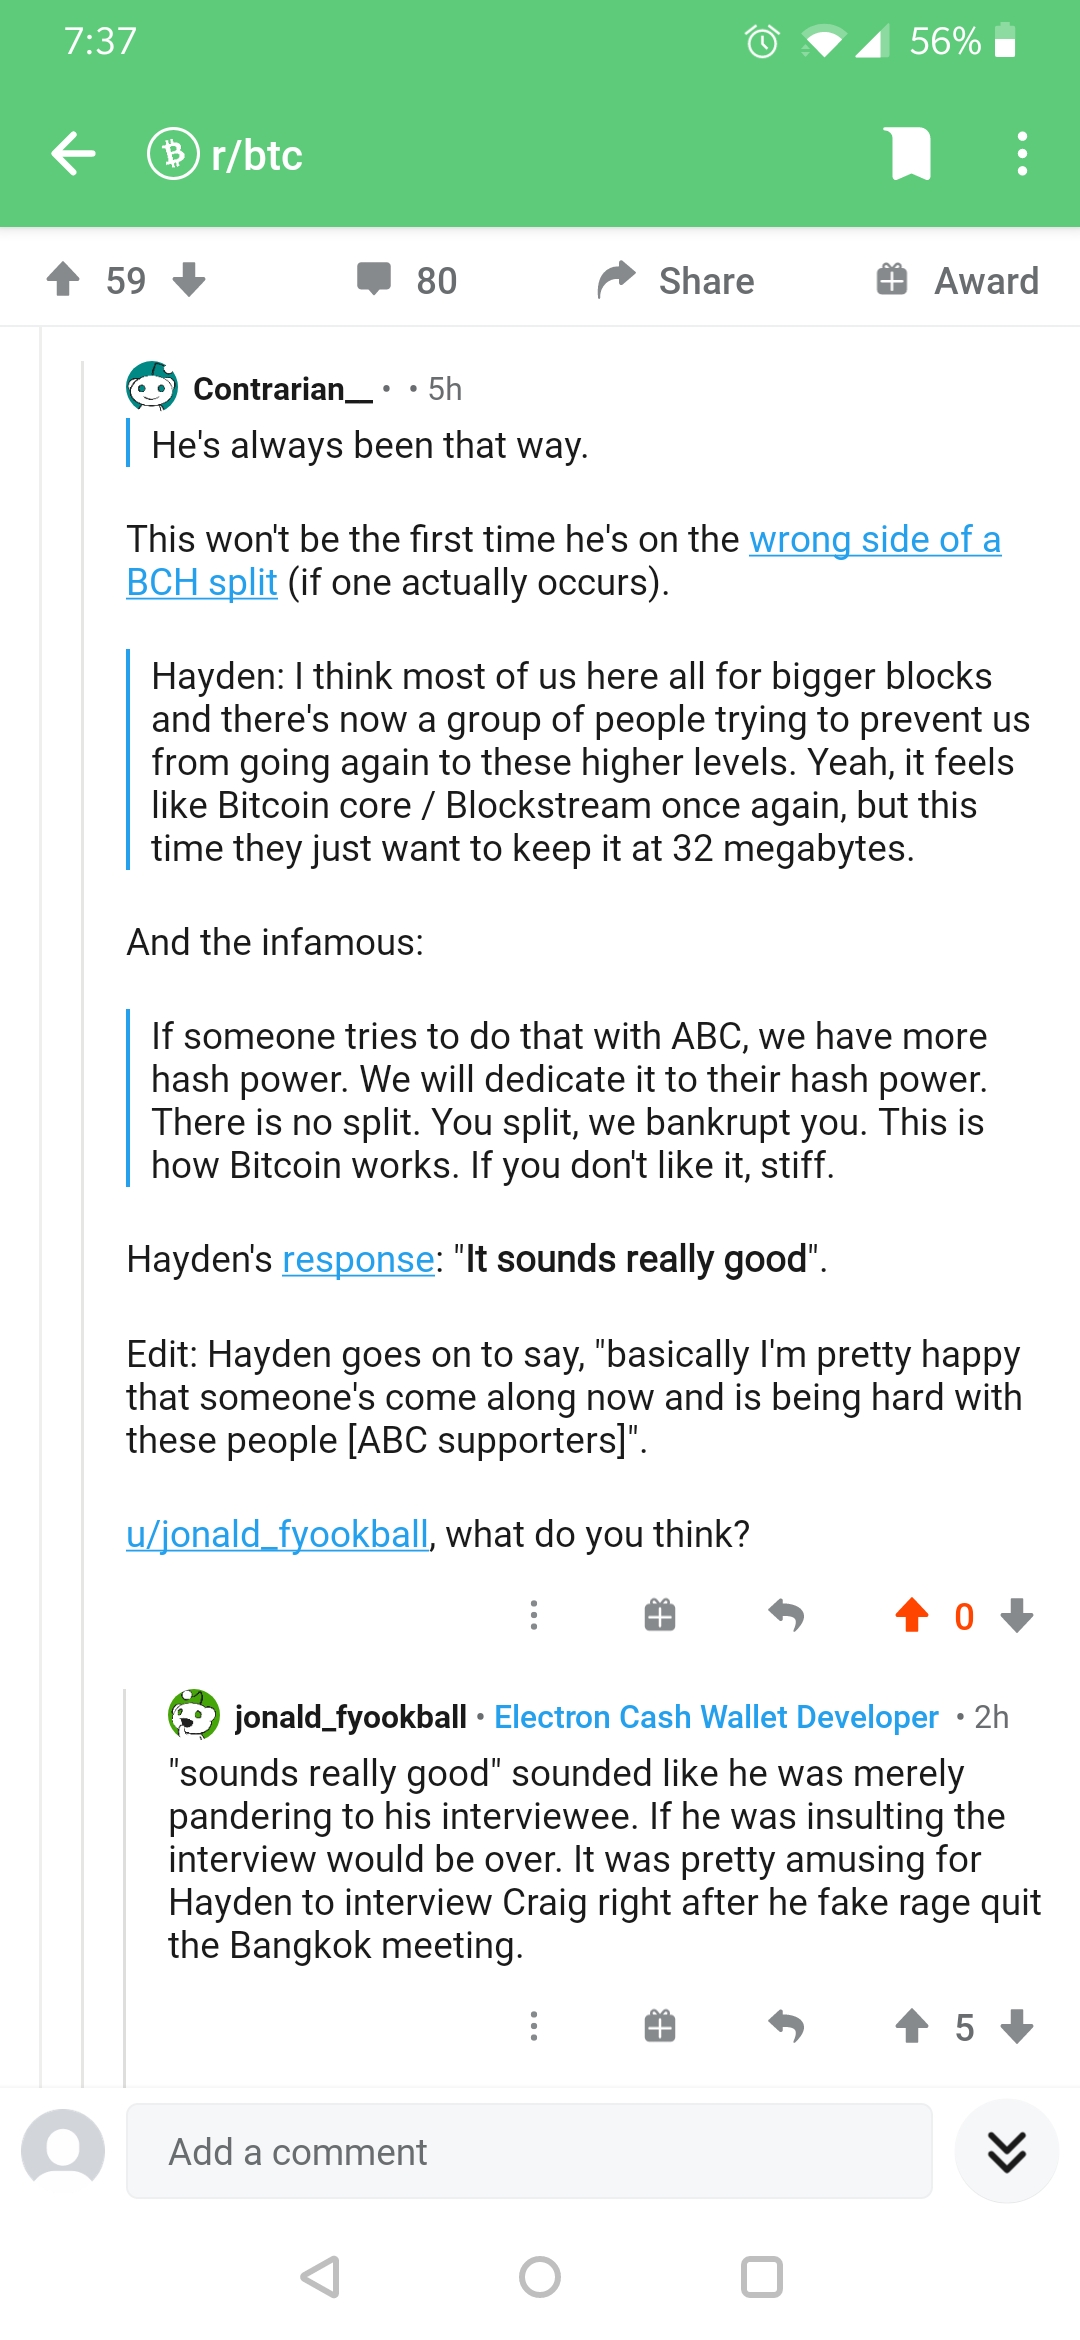 7:37
56%
r/btc
59
80
Share
Award
Contrarian__ • • 5h
He's always been that way.
This won't be the first time he's on the wrong side of a
BCH split (if one actually occurs).
Hayden: I think most of us here all for bigger blocks
and there's now a group of people trying to prevent us
from going again to these higher levels. Yeah, it feels
like Bitcoin core / Blockstream once again, but this
time they just want to keep it at 32 megabytes.
And the infamous:
If someone tries to do that with ABC, we have more
hash power. We will dedicate it to their hash power.
There is no split. You split, we bankrupt you. This is
how Bitcoin works. If you don't like it, stiff.
Hayden's response: "It sounds really good".
Edit: Hayden goes on to say, "basically I'm pretty happy
that someone's come along now and is being hard with
these people [ABC supporters]".
u/jonald_fyookball, what do you think?
0
jonald_fyookball • Electron Cash Wallet Developer • 2h
"sounds really good" sounded like he was merely
pandering to his interviewee. If he was insulting the
interview would be over. It was pretty amusing for
Hayden to interview Craig right after he fake rage quit
the Bangkok meeting.
5
Add a comment